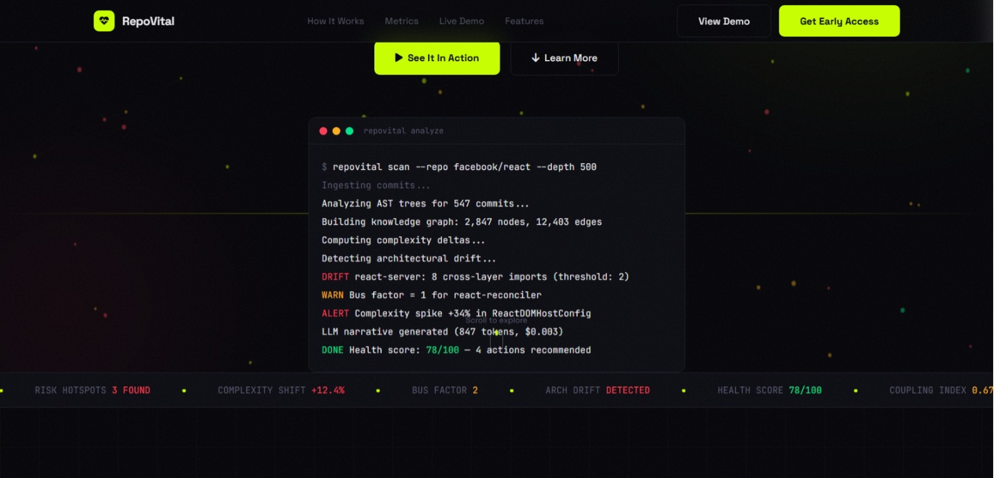 RepoVital
How It Works
Metrics
Live Demo
Features
View Demo
Get Early Access
See It In Action
Learn More
repovital analyze
$ repovital scan --repo facebook/react --depth 500
Ingesting commits...
Analyzing AST trees for 547 commits...
Building knowledge graph: 2,847 nodes, 12,403 edges
Computing complexity deltas...
Detecting architectural drift...
DRIFT react-server: 8 cross-layer imports (threshold: 2)
WARN Bus factor = 1 for react-reconciler
ALERT Complexity spike +34% in ReactDOMHostConfig
Scroll to explore
LLM narrative generated (847 tokens, $0.003)
DONE Health score: 78/100 — 4 actions recommended
RISK HOTSPOTS 3 FOUND
COMPLEXITY SHIFT +12.4%
BUS FACTOR 2
ARCH DRIFT DETECTED
HEALTH SCORE 78/100
COUPLING INDEX 0.67